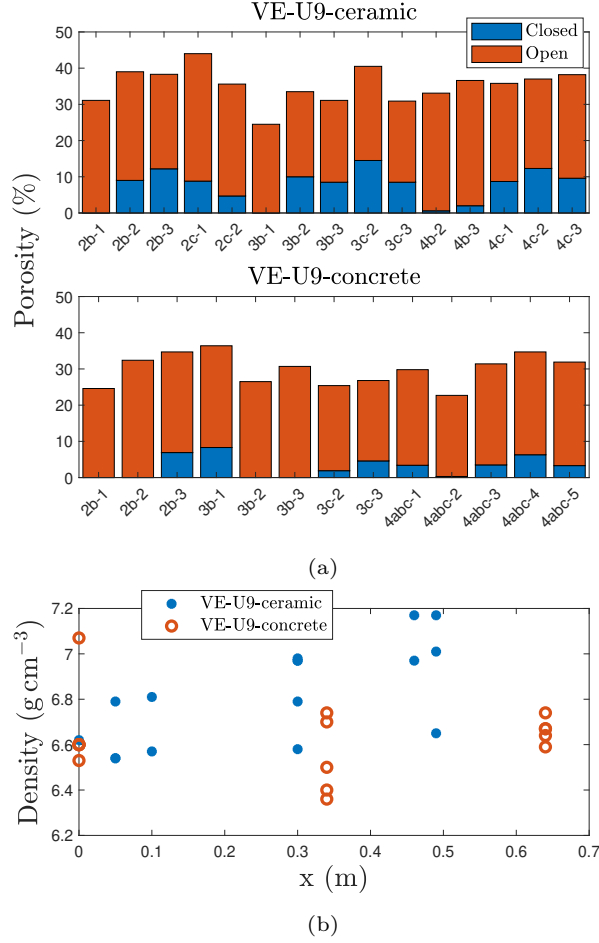 VE-U9-ceramic
Closed
Open
Porosity (%)
50
40
30
20
10
0
2b-1 2b-2 2b-3 2c-1 2c-2 3b-1 3b-2 3b-3 3c-2 3c-3 4b-2 4b-3 4c-1 4c-2 4c-3
VE-U9-concrete
50
40
30
20
10
0
2b-1 2b-2 2b-3 3b-1 3b-2 3b-3 3c-2 3c-3 4abc-1 4abc-2 4abc-3 4abc-4 4abc-5
(a)
VE-U9-ceramic
VE-U9-concrete
Density (g cm⁻³)
7.2
7
6.8
6.6
6.4
6.2
0 0.1 0.2 0.3 0.4 0.5 0.6 0.7
x (m)
(b)